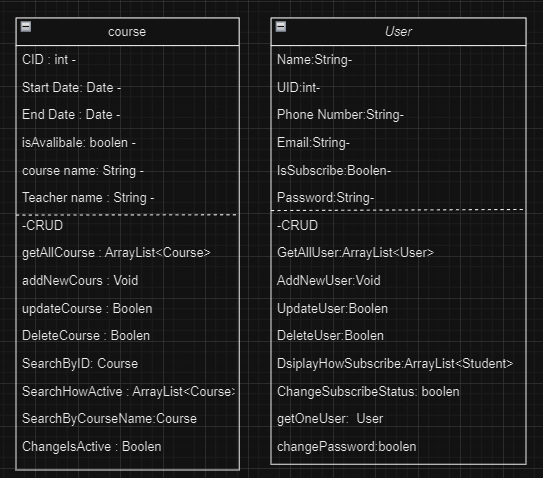 course
CID : int -
Start Date: Date -
End Date : Date -
isAvalibale: boolen -
course name: String -
Teacher name : String -
-CRUD
getAllCourse : ArrayList<Course>
addNewCours : Void
updateCourse : Boolen
DeleteCourse : Boolen
SearchByID: Course
SearchHowActive : ArrayList<Course>
SearchByCourseName:Course
ChangeIsActive : Boolen
User
Name:String-
UID:int-
Phone Number:String-
Email:String-
IsSubscribe:Boolen-
Password:String-
-CRUD
GetAllUser:ArrayList<User>
AddNewUser:Void
UpdateUser:Boolen
DeleteUser:Boolen
DsiplayHowSubscribe:ArrayList<Student>
ChangeSubscribeStatus: boolen
getOneUser:  User
changePassword:boolen